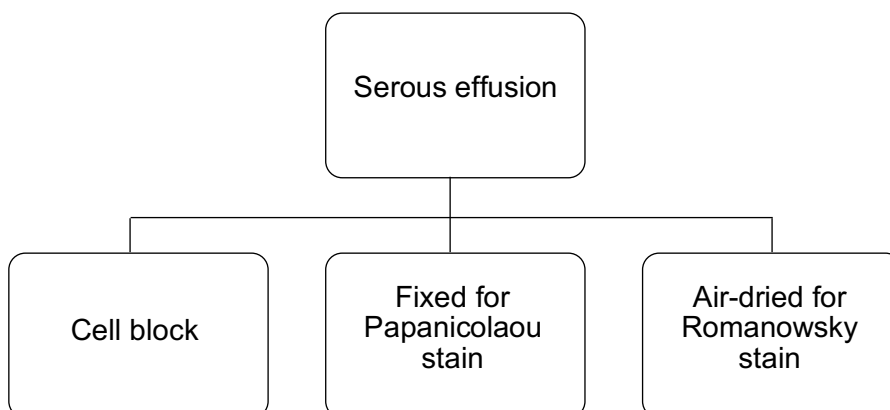 Serous effusion
Cell block
Fixed for
Papanicolaou
stain
Air-dried for
Romanowsky
stain